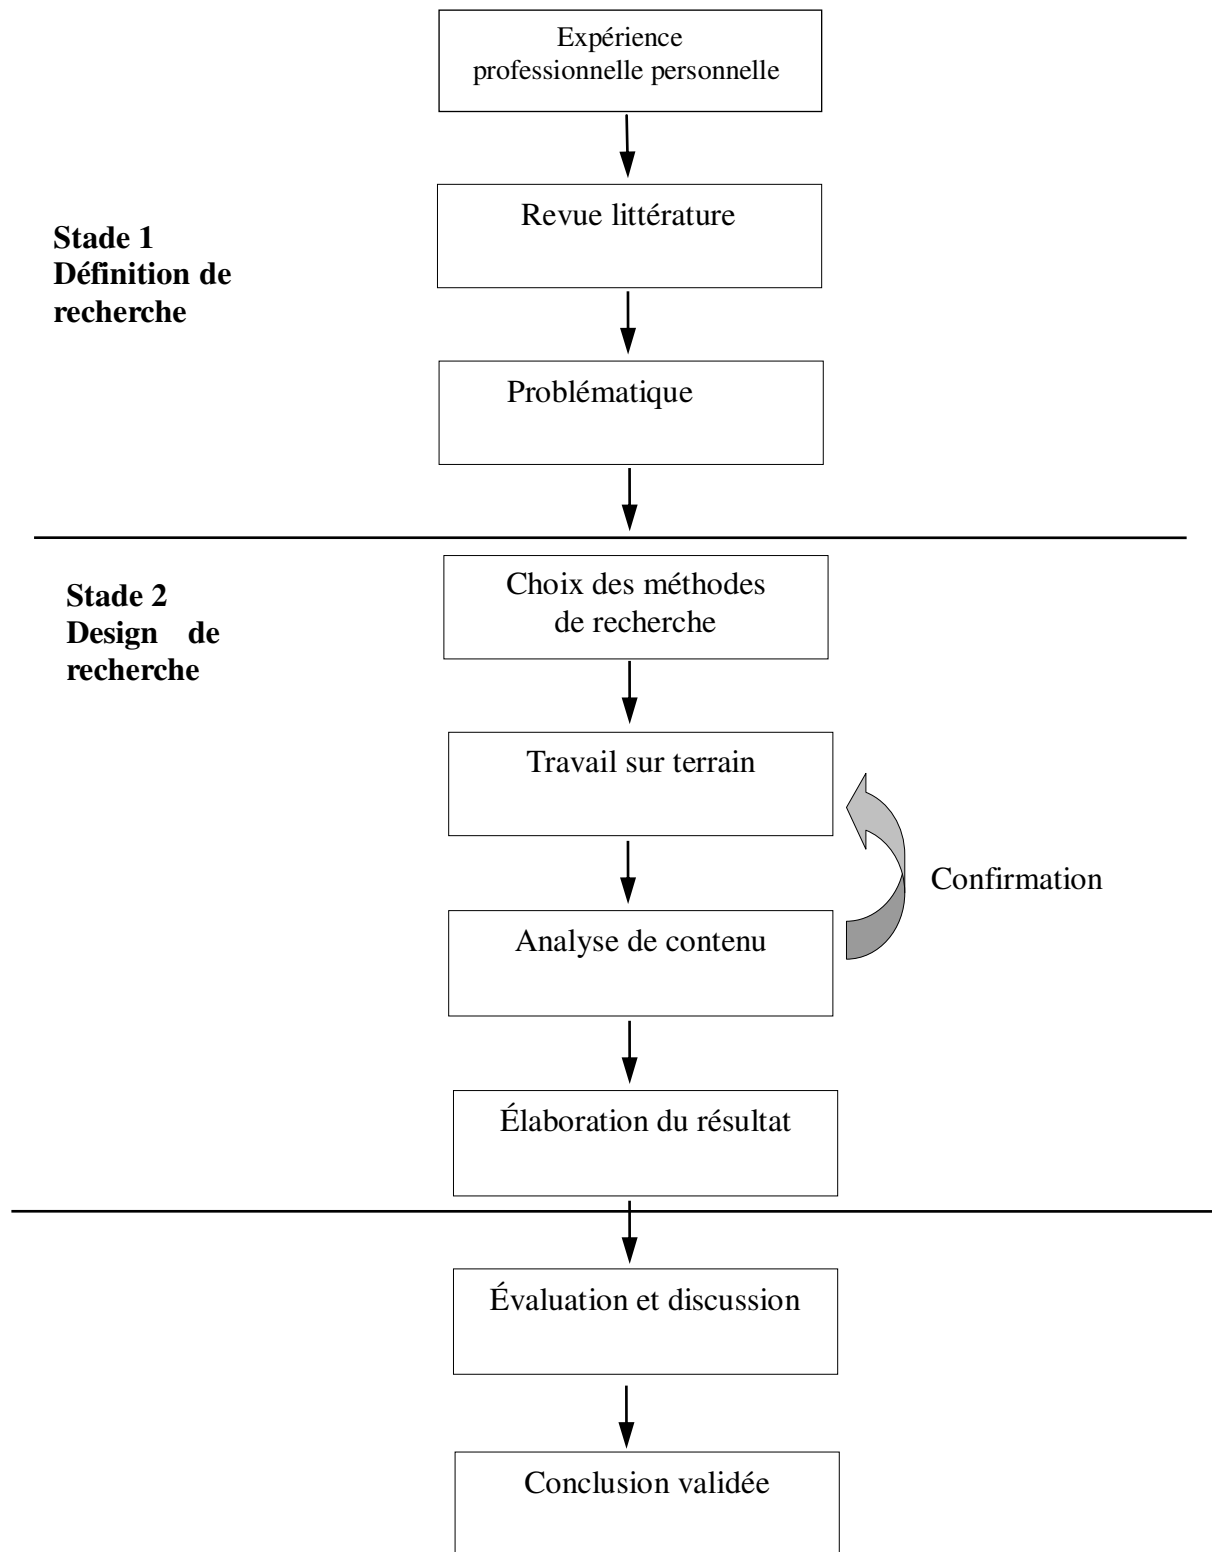 Expérience
professionnelle personnelle
Revue littérature
Stade 1
Définition de
recherche
Problématique
Choix des méthodes
de recherche
Stade 2
Design de
recherche
Travail sur terrain
Confirmation
Analyse de contenu
Élaboration du résultat
Évaluation et discussion
Conclusion validée